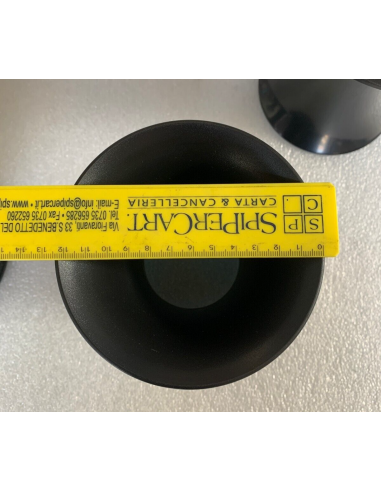 SP
C.
SPIPERCART.
CARTA & CANCELLERIA
Via Fioravanti, 33 S.BENEDETTO DEL
Tel. 0735 656285 • Fax 0735 652260
E-mail: info@spipercart.it • www.spi
0 1 2 3 4 5 6 7 8 9 10 11 12 13 14